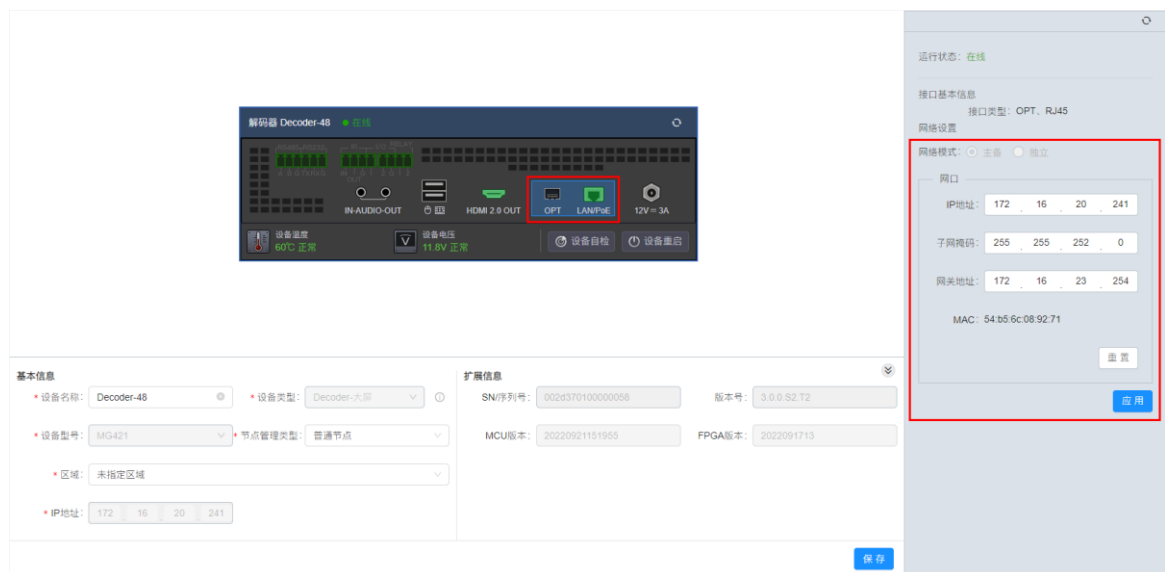 解码器 Decoder-48 在线
IN-AUDIO-OUT
HDMI 2.0 OUT
OPT
LAN/PoE
12V ⎓ 3A
设备温度
60℃ 正常
设备电压
11.8V 正常
设备自检
设备重启
基本信息
* 设备名称: Decoder-48
* 设备类型: Decoder-大屏
* 设备型号: MG421
* 节点管理类型: 普通节点
* 区域: 未指定区域
* IP地址: 172 . 16 . 20 . 241
扩展信息
SN/序列号: 002d370100000058
版本号: 3.0.0.S2.T2
MCU版本: 20220921151955
FPGA版本: 2022091713
保存
运行状态: 在线
接口基本信息
接口类型: OPT、RJ45
网络设置
网络模式: 主备 独立
网口
IP地址: 172 . 16 . 20 . 241
子网掩码: 255 . 255 . 252 . 0
网关地址: 172 . 16 . 23 . 254
MAC: 54:b5:6c:08:92:71
重置
应用